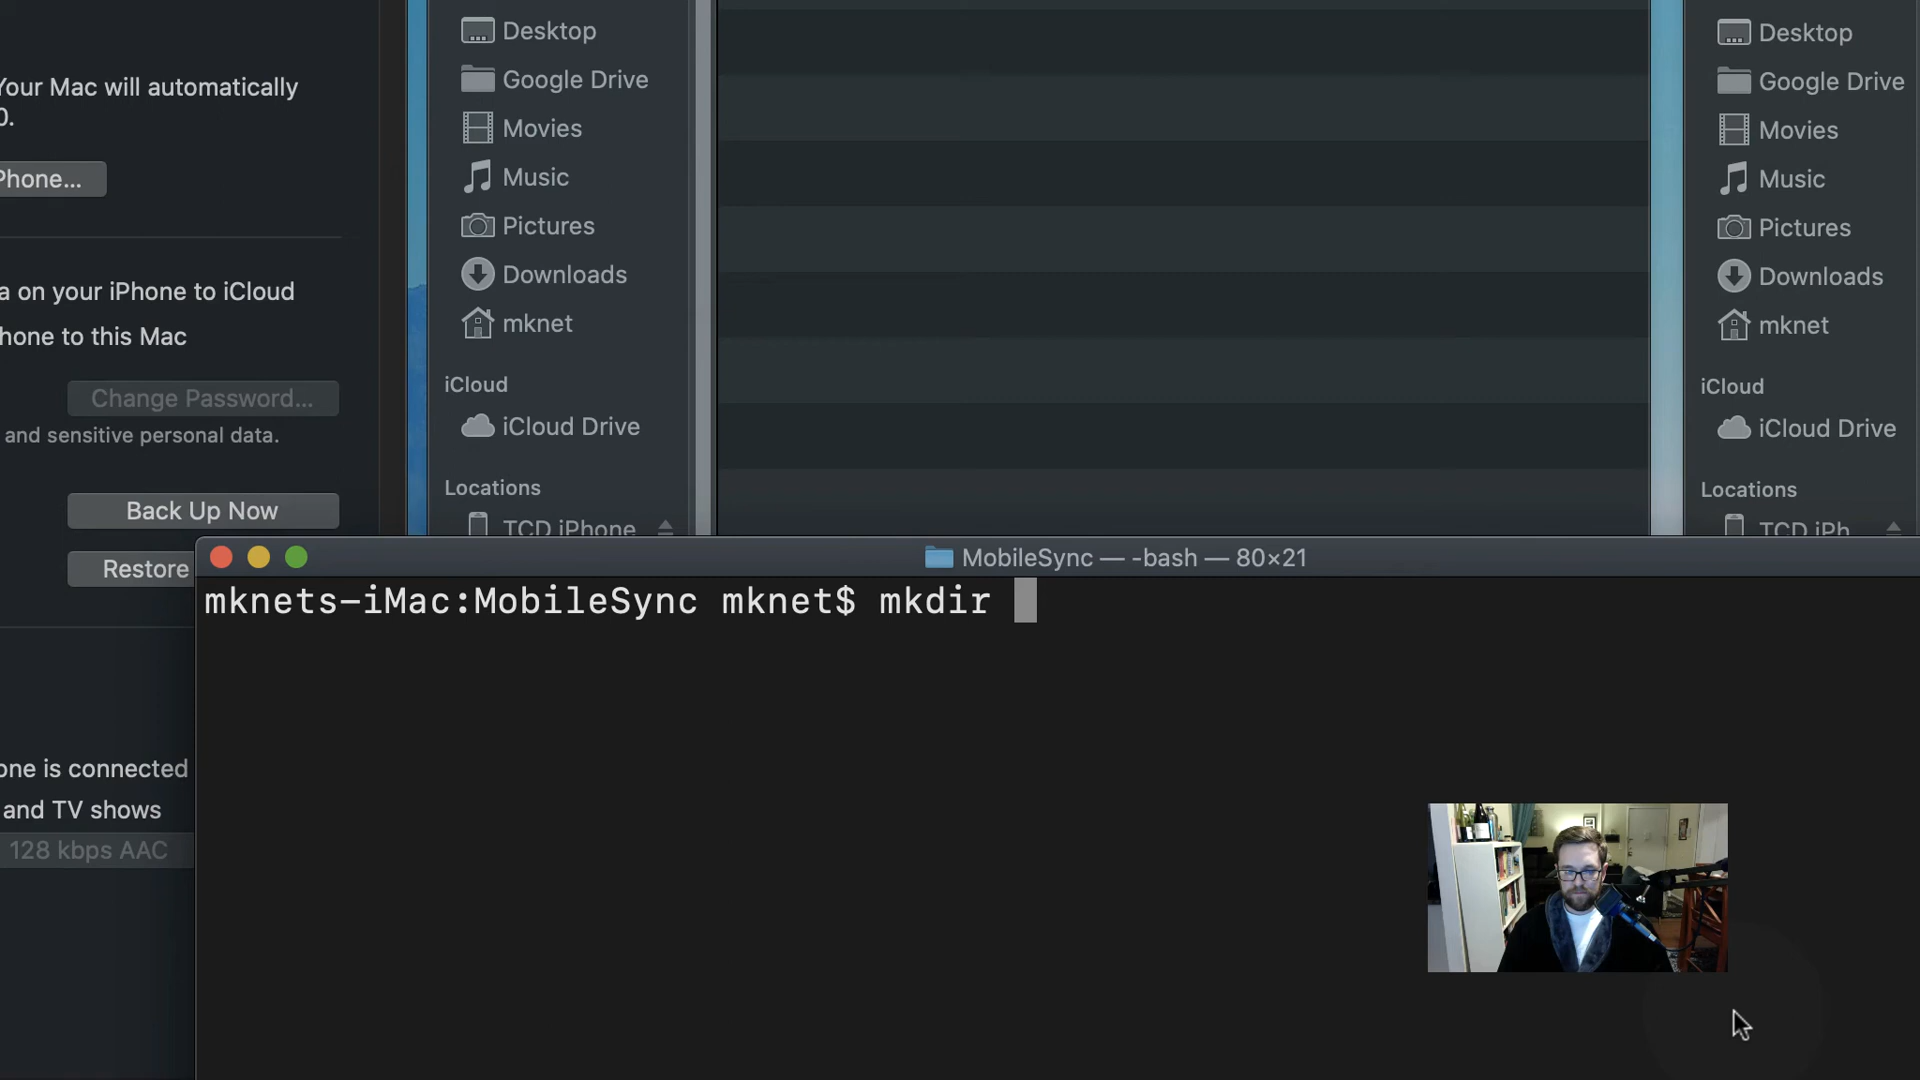 Your Mac will automatically
0.
Phone...
a on your iPhone to iCloud
hone to this Mac
Change Password...
and sensitive personal data.
Back Up Now
Restore
one is connected
and TV shows
128 kbps AAC
Desktop
Google Drive
Movies
Music
Pictures
Downloads
mknet
iCloud
iCloud Drive
Locations
TCD iPhone
Desktop
Google Drive
Movies
Music
Pictures
Downloads
mknet
iCloud
iCloud Drive
Locations
TCD iPh
MobileSync — -bash — 80×21
mknets-iMac:MobileSync mknet$ mkdir